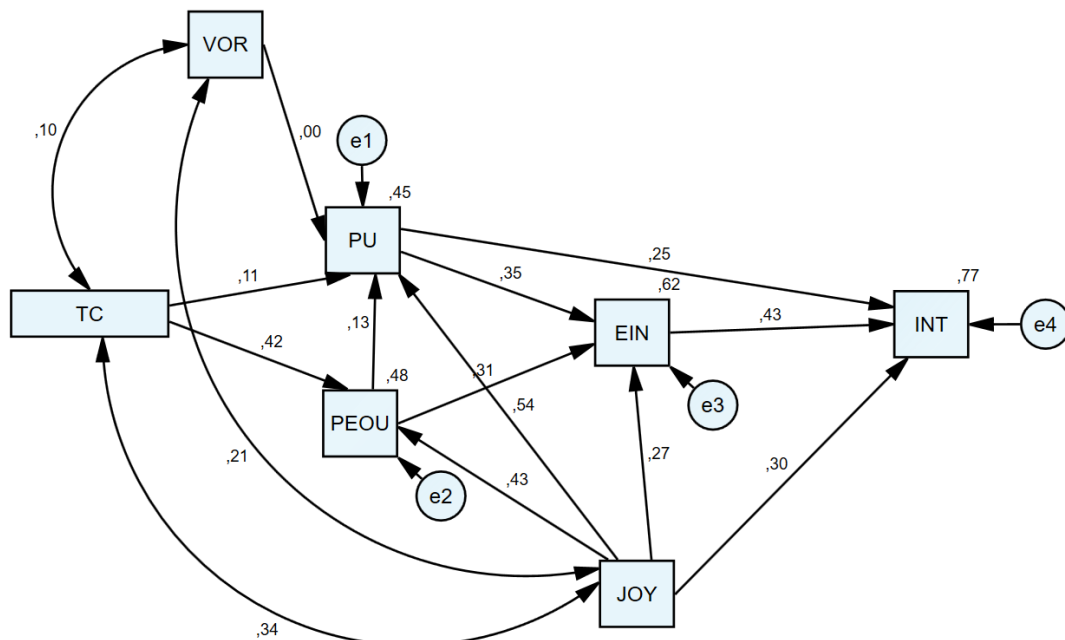 VOR
,10
,00
e1
,45
PU
,25
,11
,35
,77
,62
TC
,13
EIN
,43
INT
e4
,42
,48
,31
PEOU
,54
e3
,21
,43
,27
,30
e2
JOY
,34